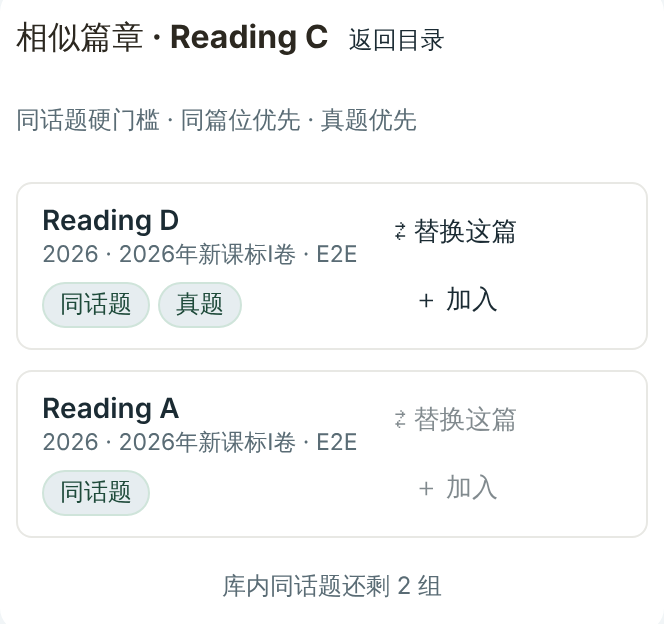 相似篇章 · Reading C 返回目录
同话题硬门槛 · 同篇位优先 · 真题优先
Reading D
2026 · 2026年新课标I卷 · E2E
同话题 真题
⇄ 替换这篇
+ 加入
Reading A
2026 · 2026年新课标I卷 · E2E
同话题
⇄ 替换这篇
+ 加入
库内同话题还剩 2 组